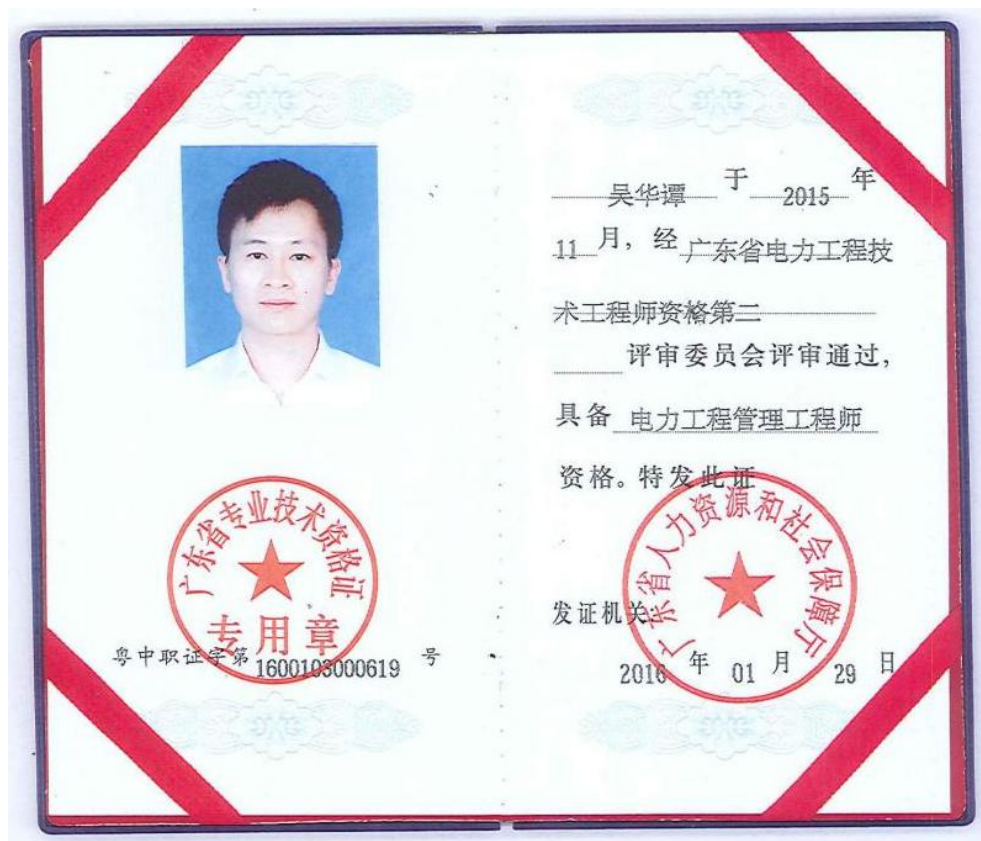 广东省专业技术资格证
专用章
粤中职证字第 1600103000619 号
吴华谭 于 2015 年
11 月，经 广东省电力工程技
术工程师资格第二
评审委员会评审通过，
具备 电力工程管理工程师
资格。特发此证
广东省人力资源和社会保障厅
发证机关:
2016 年 01 月 29 日